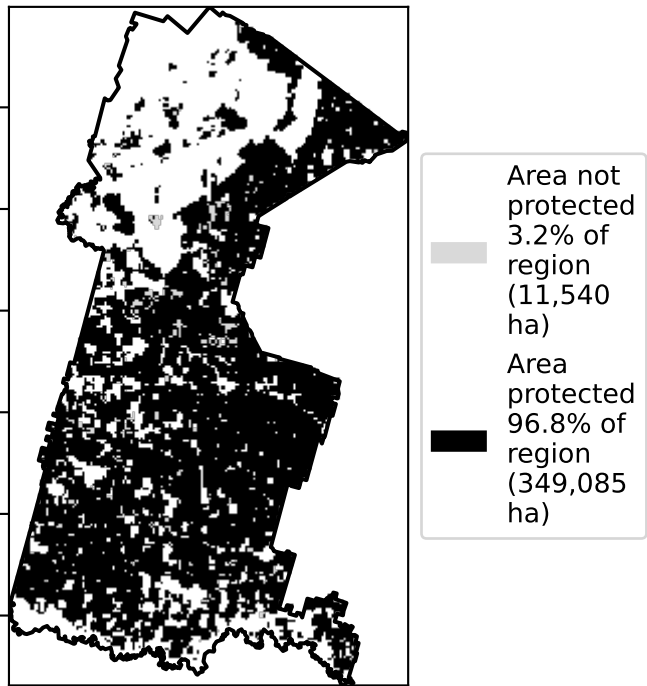 Area not
protected
3.2% of
region
(11,540
ha)
Area
protected
96.8% of
region
(349,085
ha)